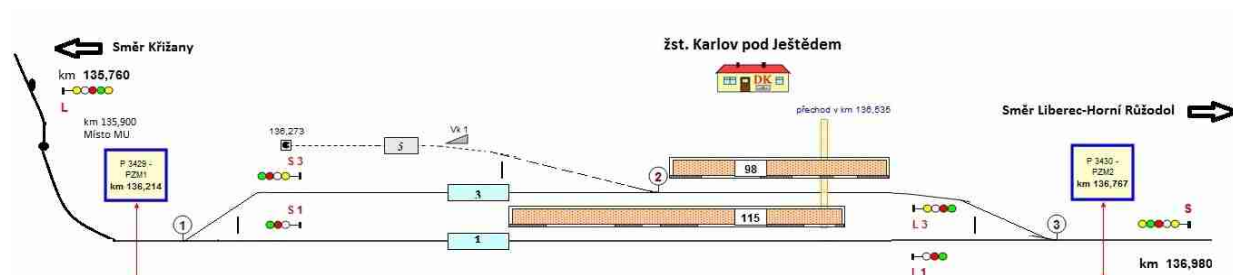 Směr Křižany
žst. Karlov pod Ještědem
km 135,760
L
DK
km 135,900
Místo MU
přechod v km 136,535
Směr Liberec-Horní Růžodol
136,273
Vk 1
5
P 3429 -
PZM1
km 136,214
S 3
2
98
P 3430 -
PZM2
km 136,767
3
S 1
1
115
L 3
S
1
3
L 1
km 136,980